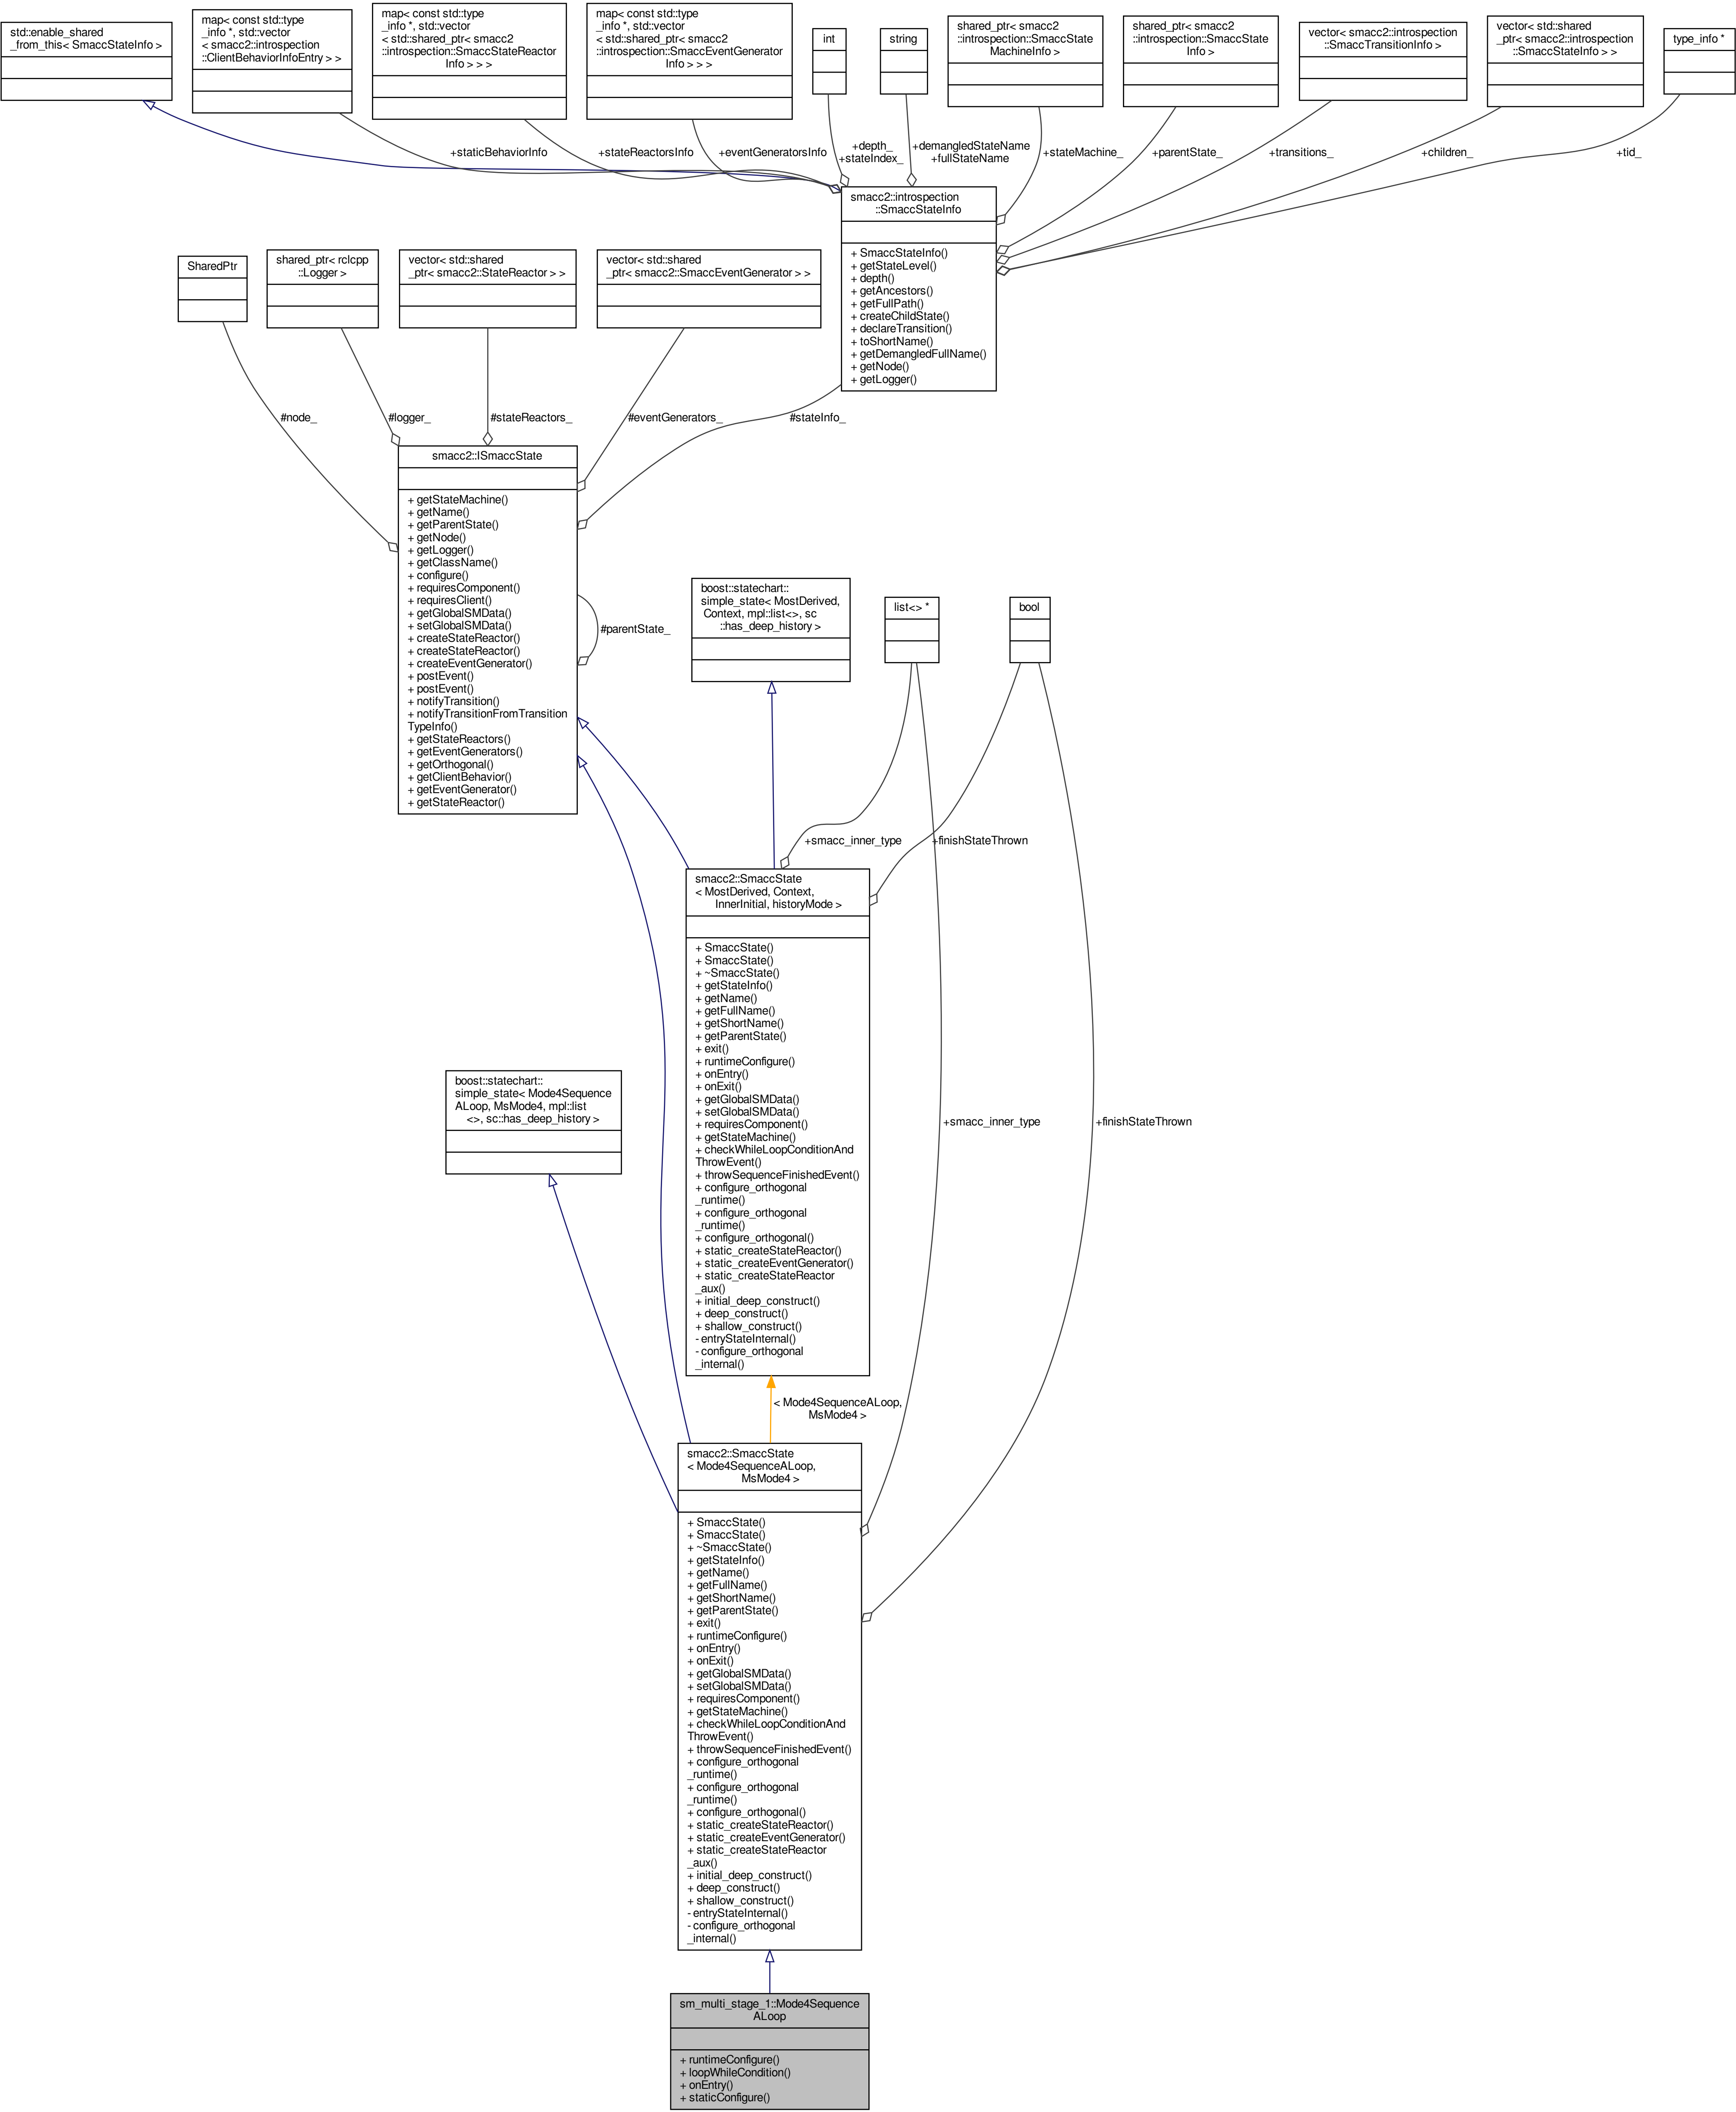 std::enable_shared
_from_this< SmaccStateInfo >
map< const std::type
_info *, std::vector
< smacc2::introspection
::ClientBehaviorInfoEntry > >
map< const std::type
_info *, std::vector
< std::shared_ptr< smacc2
::introspection::SmaccStateReactor
Info > > >
map< const std::type
_info *, std::vector
< std::shared_ptr< smacc2
::introspection::SmaccEventGenerator
Info > > >
int
string
shared_ptr< smacc2
::introspection::SmaccState
MachineInfo >
shared_ptr< smacc2
::introspection::SmaccState
Info >
vector< smacc2::introspection
::SmaccTransitionInfo >
vector< std::shared
_ptr< smacc2::introspection
::SmaccStateInfo > >
type_info *
+staticBehaviorInfo
+stateReactorsInfo
+eventGeneratorsInfo
+depth_
+stateIndex_
+demangledStateName
+fullStateName
+stateMachine_
+parentState_
+transitions_
+children_
+tid_
smacc2::introspection
::SmaccStateInfo
+ SmaccStateInfo()
+ getStateLevel()
+ depth()
+ getAncestors()
+ getFullPath()
+ createChildState()
+ declareTransition()
+ toShortName()
+ getDemangledFullName()
+ getNode()
+ getLogger()
SharedPtr
shared_ptr< rclcpp
::Logger >
vector< std::shared
_ptr< smacc2::StateReactor > >
vector< std::shared
_ptr< smacc2::SmaccEventGenerator > >
#node_
#logger_
#stateReactors_
#eventGenerators_
#stateInfo_
smacc2::ISmaccState
+ getStateMachine()
+ getName()
+ getParentState()
+ getNode()
+ getLogger()
+ getClassName()
+ configure()
+ requiresComponent()
+ requiresClient()
+ getGlobalSMData()
+ setGlobalSMData()
+ createStateReactor()
+ createStateReactor()
+ createEventGenerator()
+ postEvent()
+ postEvent()
+ notifyTransition()
+ notifyTransitionFromTransition
TypeInfo()
+ getStateReactors()
+ getEventGenerators()
+ getOrthogonal()
+ getClientBehavior()
+ getEventGenerator()
+ getStateReactor()
#parentState_
boost::statechart::
simple_state< MostDerived,
Context, mpl::list<>, sc
::has_deep_history >
list<> *
bool
+smacc_inner_type
+finishStateThrown
smacc2::SmaccState
< MostDerived, Context,
InnerInitial, historyMode >
+ SmaccState()
+ SmaccState()
+ ~SmaccState()
+ getStateInfo()
+ getName()
+ getFullName()
+ getShortName()
+ getParentState()
+ exit()
+ runtimeConfigure()
+ onEntry()
+ onExit()
+ getGlobalSMData()
+ setGlobalSMData()
+ requiresComponent()
+ getStateMachine()
+ checkWhileLoopConditionAnd
ThrowEvent()
+ throwSequenceFinishedEvent()
+ configure_orthogonal
_runtime()
+ configure_orthogonal
_runtime()
+ configure_orthogonal()
+ static_createStateReactor()
+ static_createEventGenerator()
+ static_createStateReactor
_aux()
+ initial_deep_construct()
+ deep_construct()
+ shallow_construct()
- entryStateInternal()
- configure_orthogonal
_internal()
boost::statechart::
simple_state< Mode4Sequence
ALoop, MsMode4, mpl::list
<>, sc::has_deep_history >
+smacc_inner_type
+finishStateThrown
< Mode4SequenceALoop,
MsMode4 >
smacc2::SmaccState
< Mode4SequenceALoop,
MsMode4 >
+ SmaccState()
+ SmaccState()
+ ~SmaccState()
+ getStateInfo()
+ getName()
+ getFullName()
+ getShortName()
+ getParentState()
+ exit()
+ runtimeConfigure()
+ onEntry()
+ onExit()
+ getGlobalSMData()
+ setGlobalSMData()
+ requiresComponent()
+ getStateMachine()
+ checkWhileLoopConditionAnd
ThrowEvent()
+ throwSequenceFinishedEvent()
+ configure_orthogonal
_runtime()
+ configure_orthogonal
_runtime()
+ configure_orthogonal()
+ static_createStateReactor()
+ static_createEventGenerator()
+ static_createStateReactor
_aux()
+ initial_deep_construct()
+ deep_construct()
+ shallow_construct()
- entryStateInternal()
- configure_orthogonal
_internal()
sm_multi_stage_1::Mode4Sequence
ALoop
+ runtimeConfigure()
+ loopWhileCondition()
+ onEntry()
+ staticConfigure()